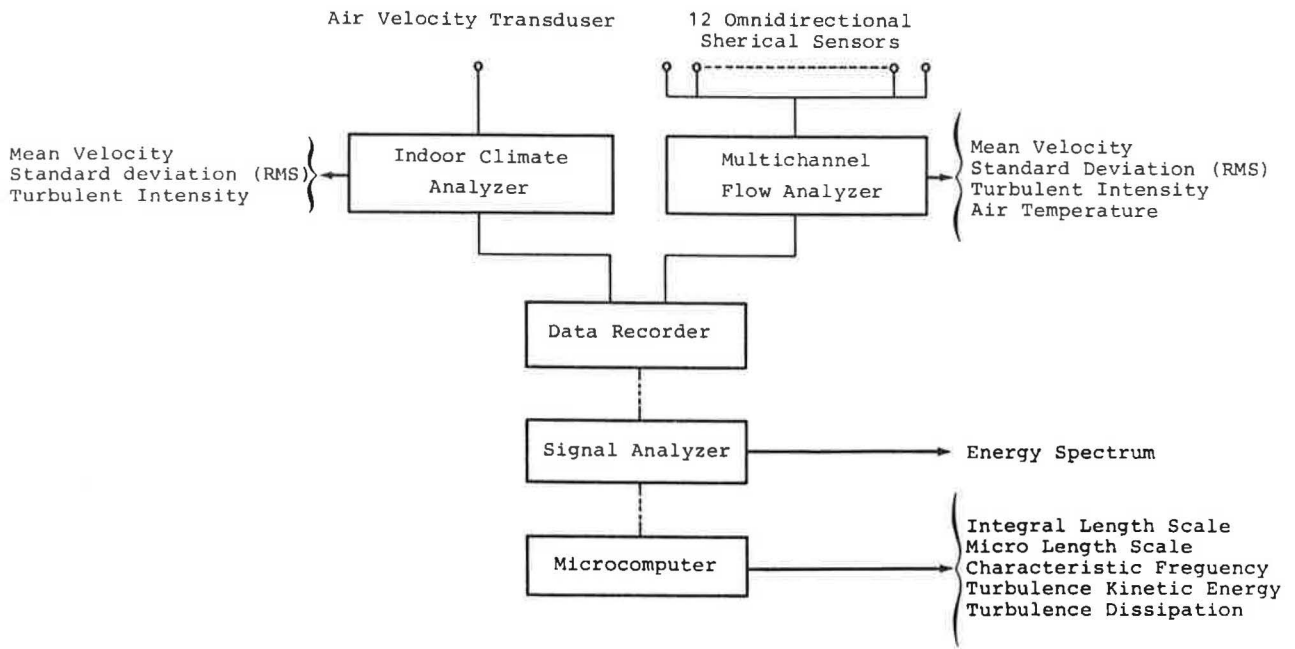 Air Velocity Transduser
12 Omnidirectional
Sherical Sensors
Mean Velocity
Standard deviation (RMS)
Turbulent Intensity
Indoor Climate
Analyzer
Multichannel
Flow Analyzer
Mean Velocity
Standard Deviation (RMS)
Turbulent Intensity
Air Temperature
Data Recorder
Signal Analyzer
Energy Spectrum
Microcomputer
Integral Length Scale
Micro Length Scale
Characteristic Freguency
Turbulence Kinetic Energy
Turbulence Dissipation